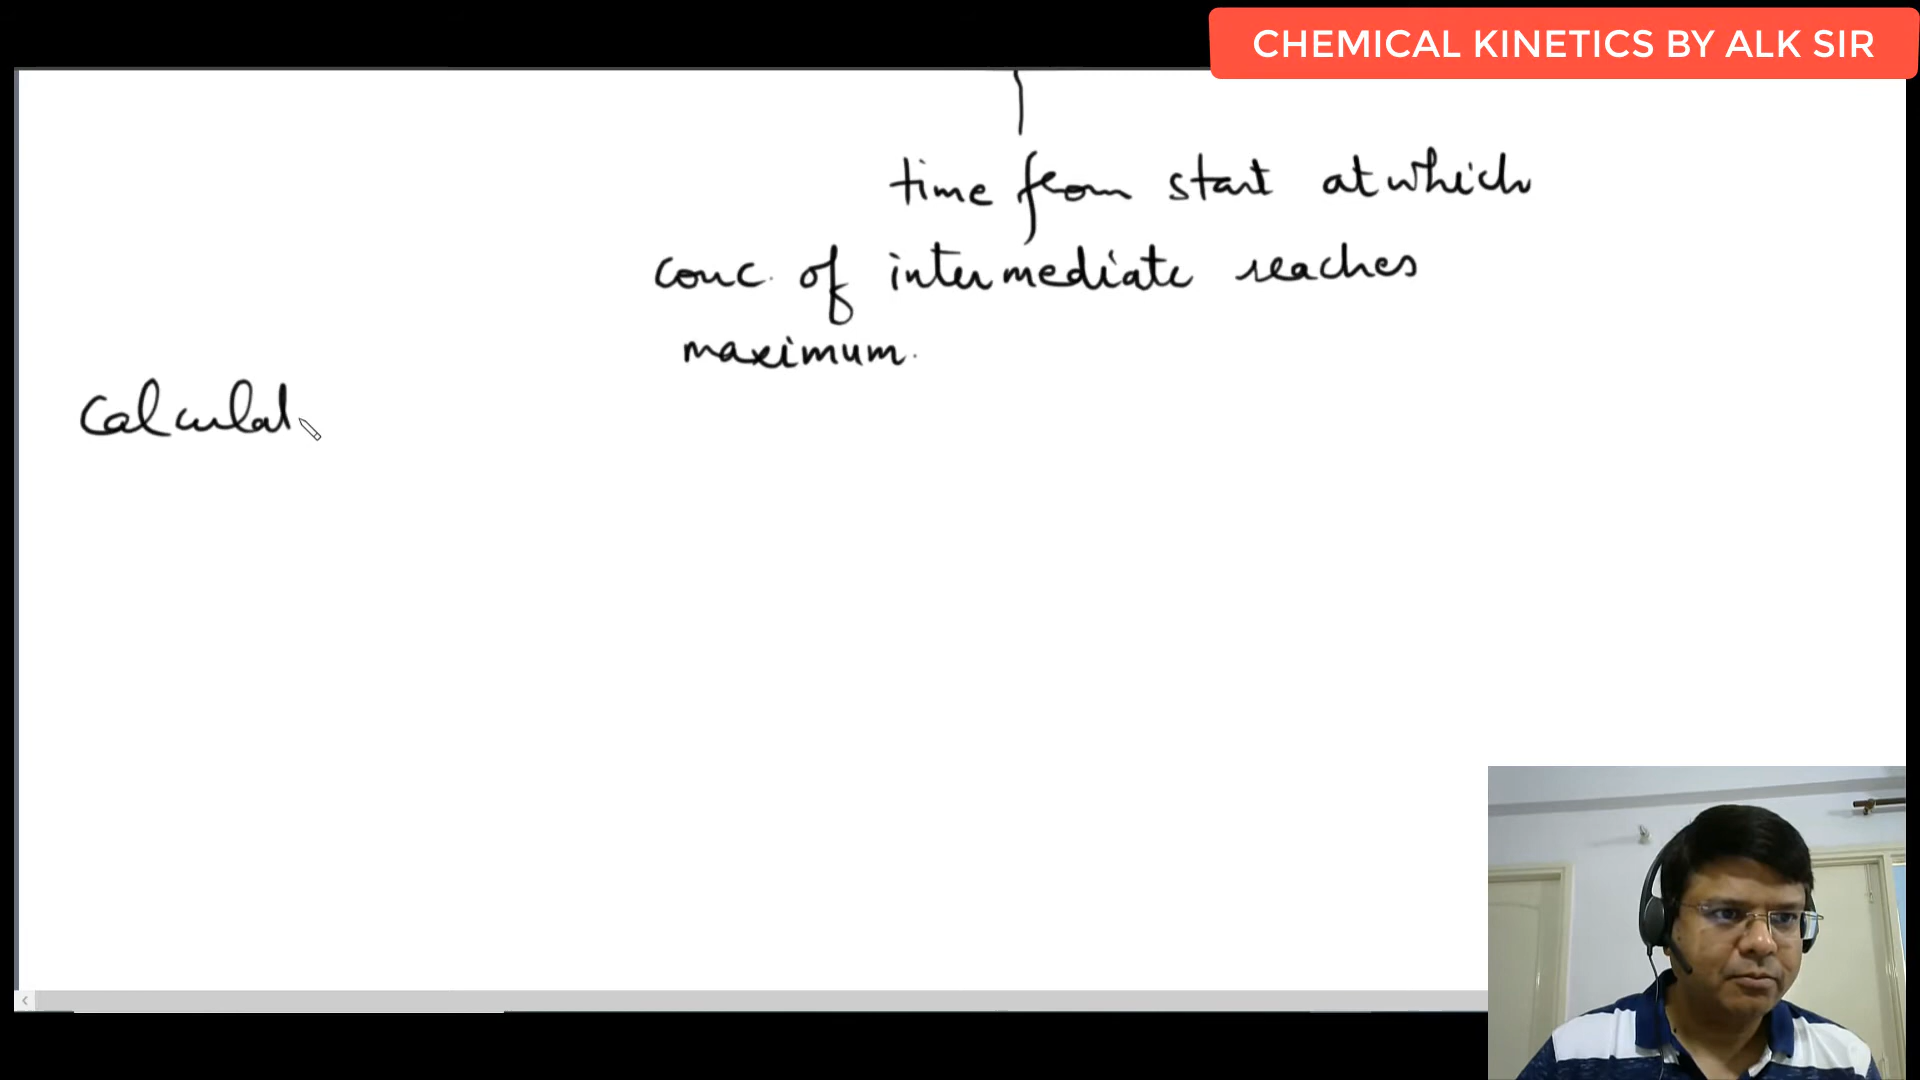 CHEMICAL KINETICS BY ALK SIR
time from start at which
conc. of intermediate reaches
maximum.
Calculat